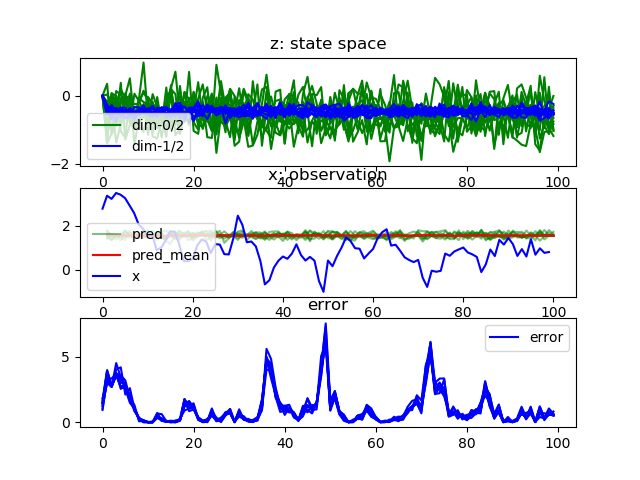 z: state space
0
−2
dim-0/2
dim-1/2
0 20 40 60 80 100
x: observation
2
0
pred
pred_mean
x
0 20 40 60 80 100
error
5
0
error
0 20 40 60 80 100